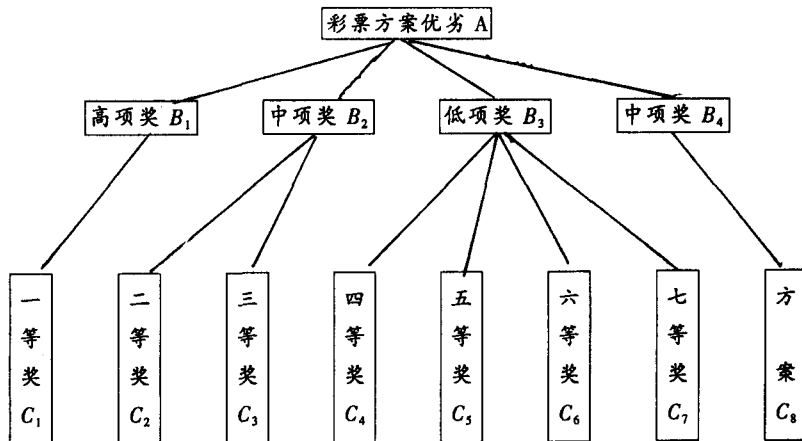 彩票方案优劣 A
高项奖 B₁
中项奖 B₂
低项奖 B₃
中项奖 B₄
一等奖 C₁
二等奖 C₂
三等奖 C₃
四等奖 C₄
五等奖 C₅
六等奖 C₆
七等奖 C₇
方案 C₈